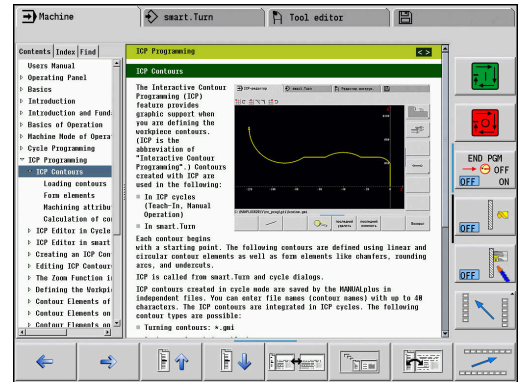 Machine
smart.Turn
Tool editor
Contents Index Find
Users Manual
Operating Panel
Basics
Introduction
Introduction and Funda
Basics of Operation
Machine Mode of Operat
Cycle Programming
ICP Programming
ICP Contours
Loading contours
Form elements
Machining attribut
Calculation of con
ICP Editor in Cycle
ICP Editor in smart
Creating an ICP Cont
Editing ICP Contours
The Zoom Function in
Defining the Workpie
Contour Elements of
Contour Elements on
Contour Elements on
ICP Programming
<>
ICP Contours
The Interactive Contour
Programming (ICP)
feature provides
graphic support when
you are defining the
workpiece contours.
(ICP is the
abbreviation of
"Interactive Contour
Programming".) Contours
created with ICP are
used in the following:
In ICP cycles
(Teach-In, Manual
Operation)
In smart.Turn
Each contour begins
with a starting point. The following contours are defined using linear and
circular contour elements as well as form elements like chamfers, rounding
arcs, and undercuts.
ICP is called from smart.Turn and cycle dialogs.
ICP contours created in cycle mode are saved by the MANUALplus in
independent files. You can enter file names (contour names) with up to 40
characters. The ICP contours are integrated in ICP cycles. The following
contour types are possible:
Turning contours: *.gmi
END PGM
OFF
OFF ON
OFF